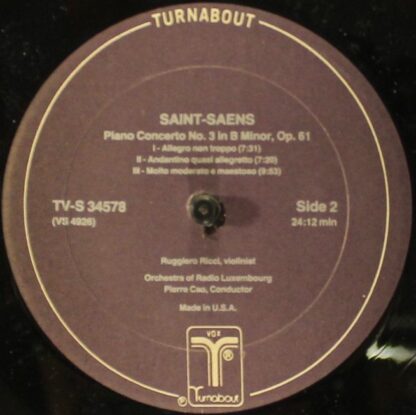 TURNABOUT
SAINT-SAENS
Piano Concerto No. 3 in B Minor, Op. 61
I - Allegro non troppo (7:31)
II - Andantino quasi allegretto (7:20)
III - Molto moderato e maestoso (9:53)
TV-S 34578
(VS 4926)
Side 2
24:12 min
Ruggiero Ricci, violinist
Orchestra of Radio Luxembourg
Pierre Cao, Conductor
Made in U.S.A.
VOX
T®
℗ Turnabout